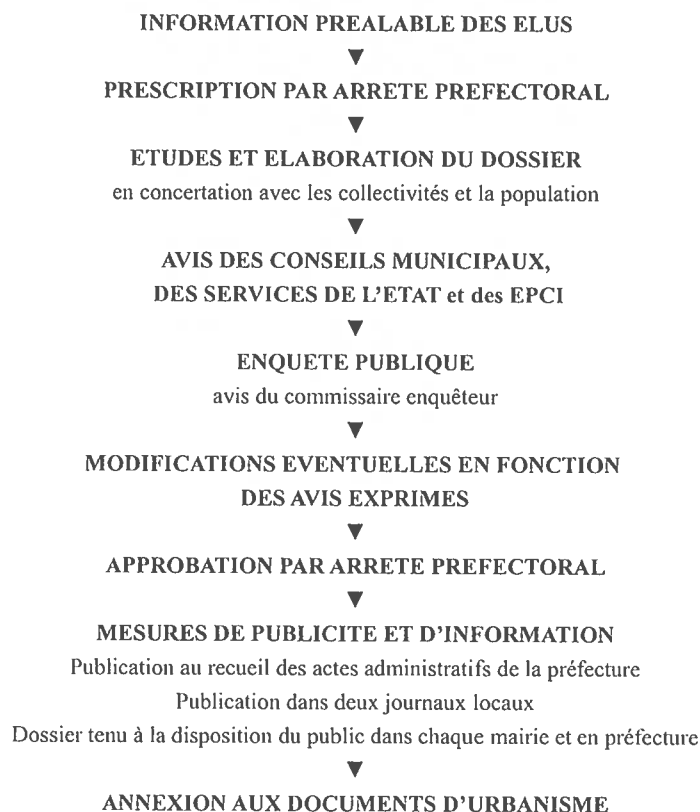 INFORMATION PREALABLE DES ELUS
▼
PRESCRIPTION PAR ARRETE PREFECTORAL
▼
ETUDES ET ELABORATION DU DOSSIER
en concertation avec les collectivités et la population
▼
AVIS DES CONSEILS MUNICIPAUX,
DES SERVICES DE L'ETAT et des EPCI
▼
ENQUETE PUBLIQUE
avis du commissaire enquêteur
▼
MODIFICATIONS EVENTUELLES EN FONCTION
DES AVIS EXPRIMES
▼
APPROBATION PAR ARRETE PREFECTORAL
▼
MESURES DE PUBLICITE ET D'INFORMATION
Publication au recueil des actes administratifs de la préfecture
Publication dans deux journaux locaux
Dossier tenu à la disposition du public dans chaque mairie et en préfecture
▼
ANNEXION AUX DOCUMENTS D'URBANISME